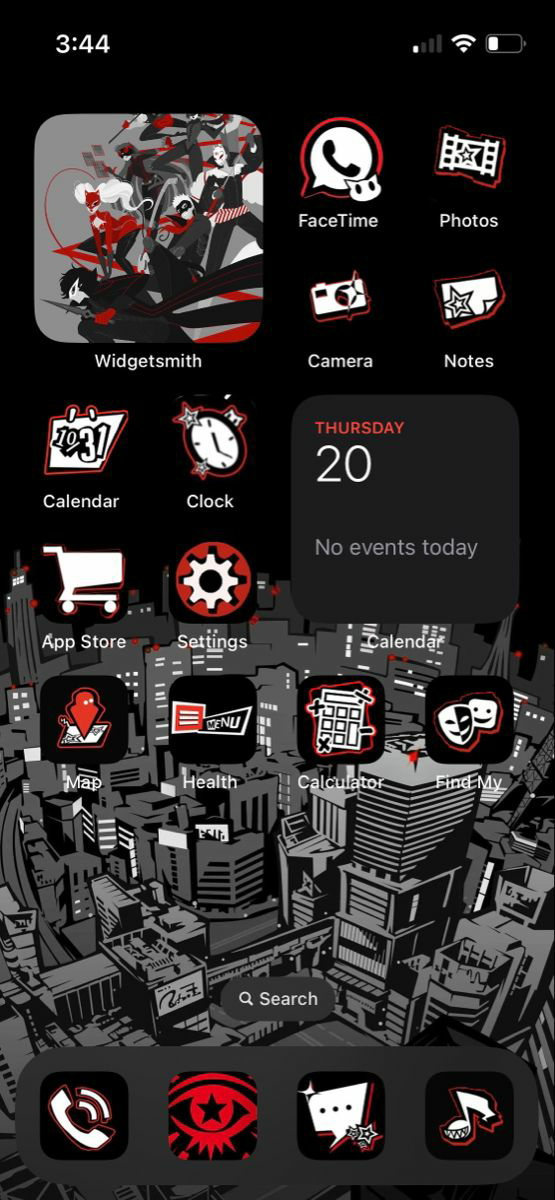 3:44
FaceTime
Photos
Widgetsmith
Camera
Notes
10
31
THURSDAY
20
No events today
Calendar
Clock
App Store
Settings
Calendar
MENU
Map
Health
Calculator
Find My
Search